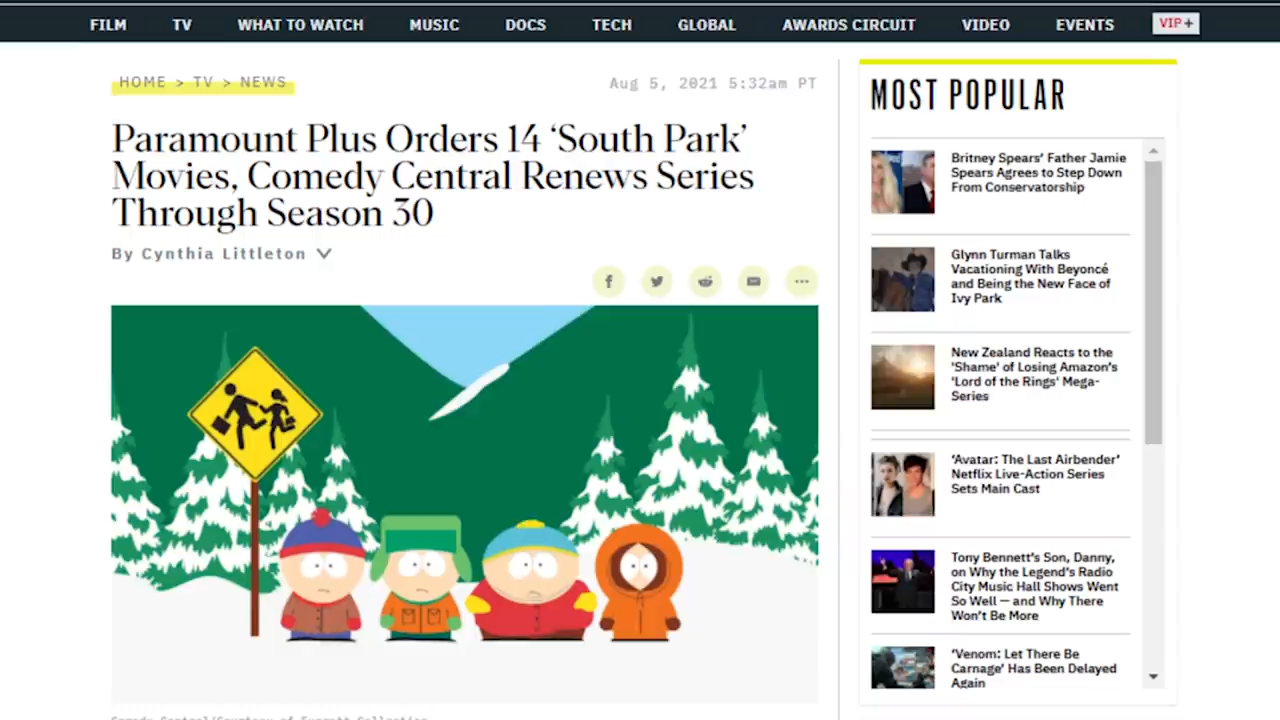 FILM TV WHAT TO WATCH MUSIC DOCS TECH GLOBAL AWARDS CIRCUIT VIDEO EVENTS VIP+
HOME > TV > NEWS
Aug 5, 2021 5:32am PT
Paramount Plus Orders 14 ‘South Park’
Movies, Comedy Central Renews Series
Through Season 30
By Cynthia Littleton
MOST POPULAR
Britney Spears’ Father Jamie
Spears Agrees to Step Down
From Conservatorship
Glynn Turman Talks
Vacationing With Beyoncé
and Being the New Face of
Ivy Park
New Zealand Reacts to the
‘Shame’ of Losing Amazon’s
‘Lord of the Rings’ Mega-
Series
‘Avatar: The Last Airbender’
Netflix Live-Action Series
Sets Main Cast
Tony Bennett’s Son, Danny,
on Why the Legend’s Radio
City Music Hall Shows Went
So Well — and Why There
Won’t Be More
‘Venom: Let There Be
Carnage’ Has Been Delayed
Again